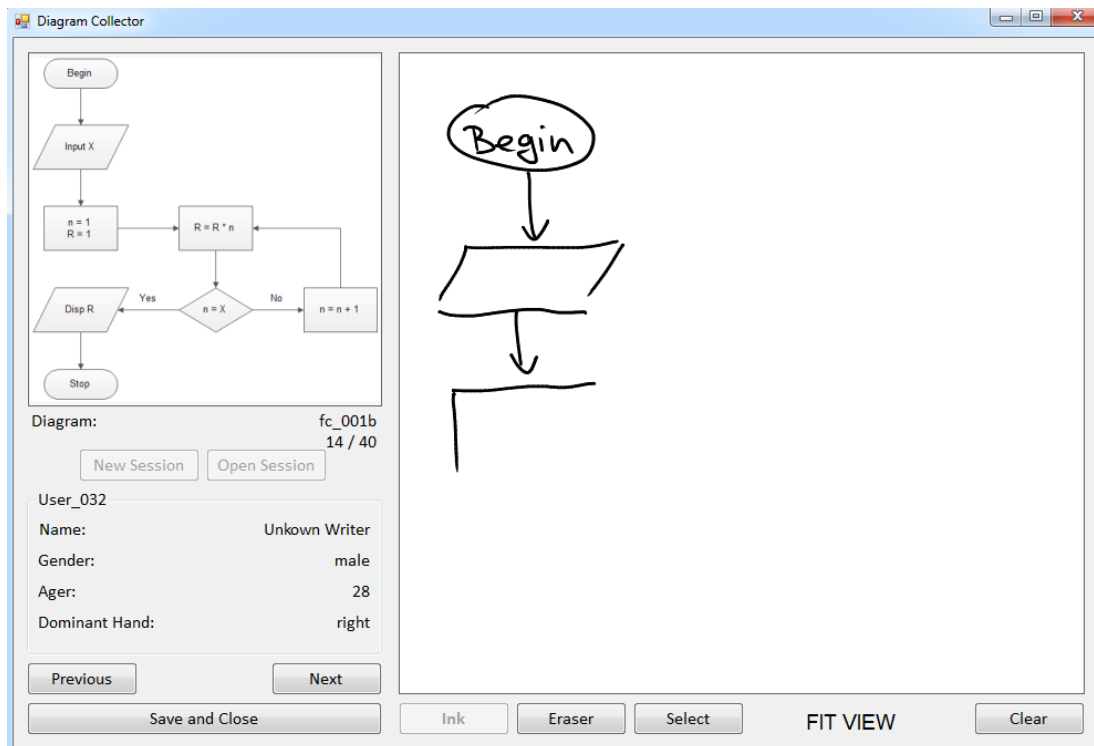 Diagram Collector
Begin
Input X
n = 1
R = 1
R = R * n
Disp R
Yes
n = X
No
n = n + 1
Stop
Diagram:
fc_001b
14 / 40
New Session
Open Session
User_032
Name:
Unkown Writer
Gender:
male
Ager:
28
Dominant Hand:
right
Previous
Next
Save and Close
Begin
Ink
Eraser
Select
FIT VIEW
Clear